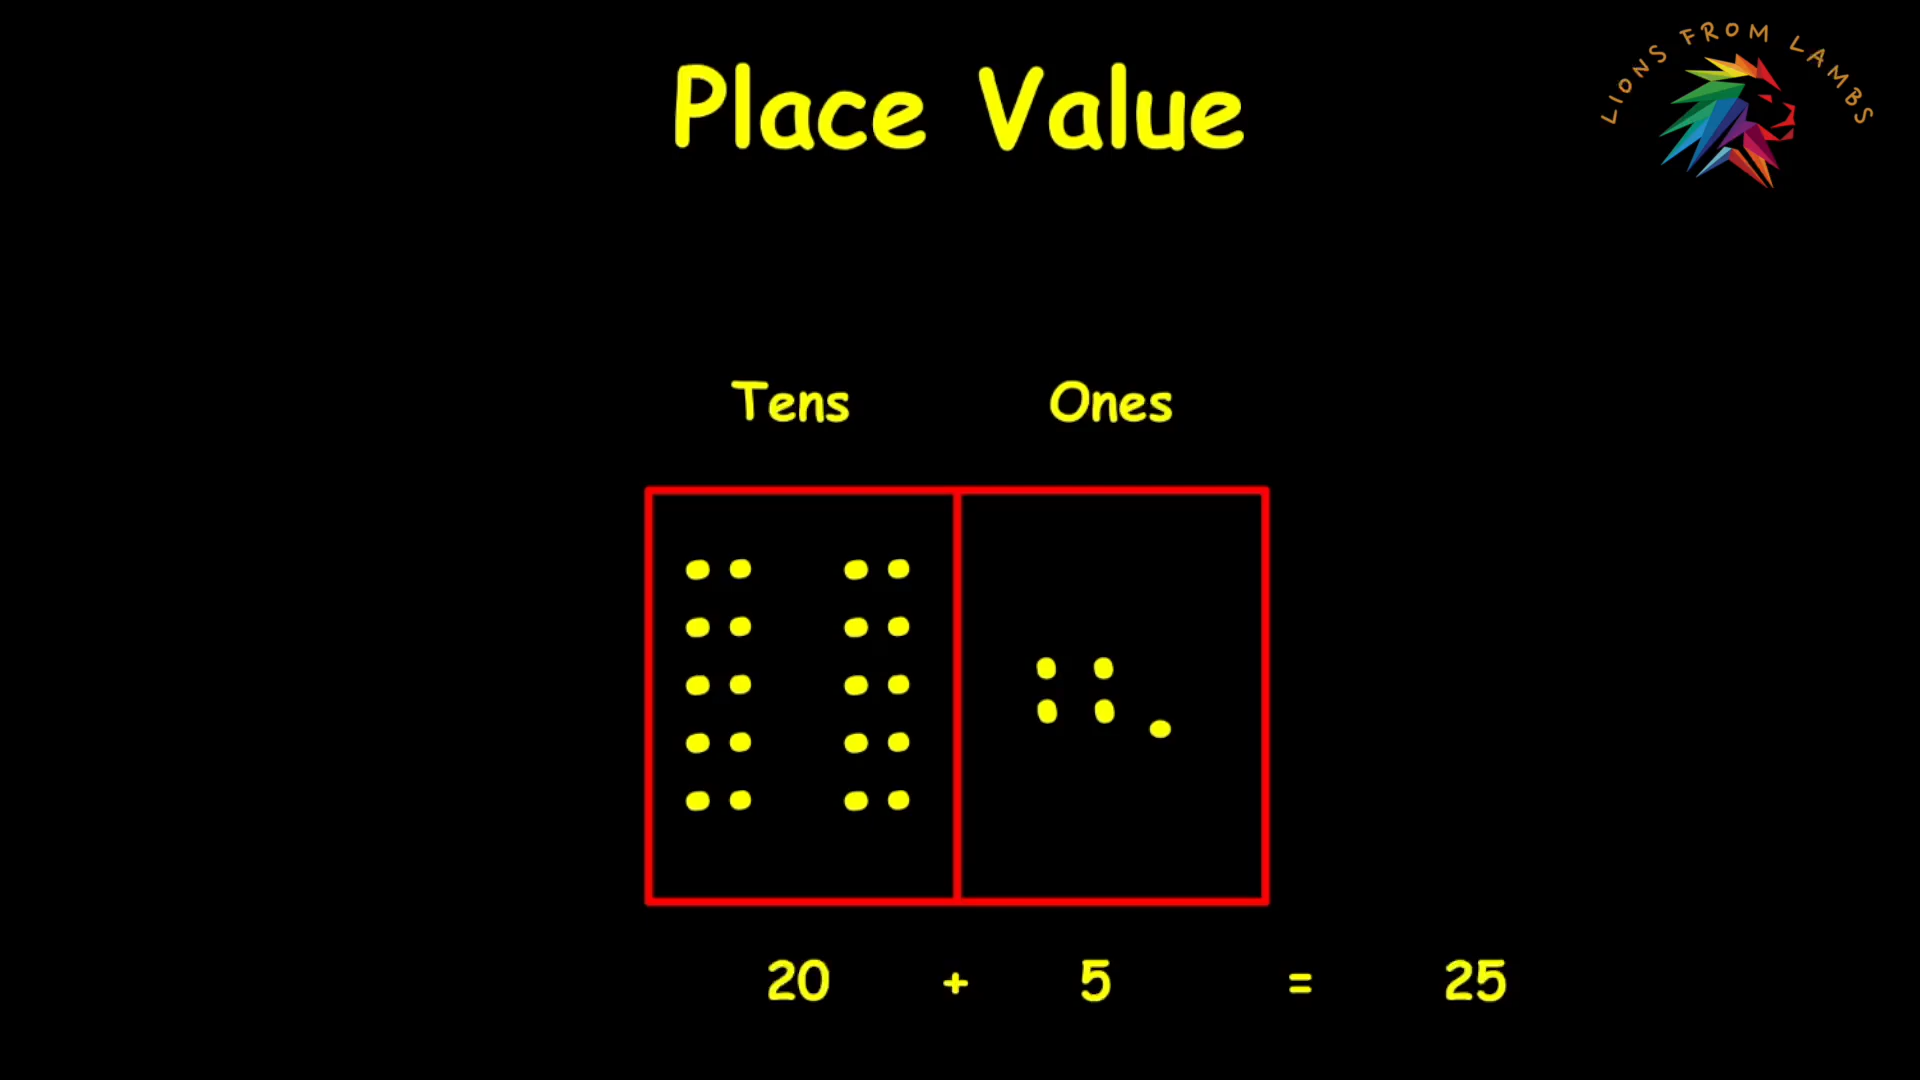 LIONS FROM LAMBS
Place Value
Tens Ones
20 + 5 = 25